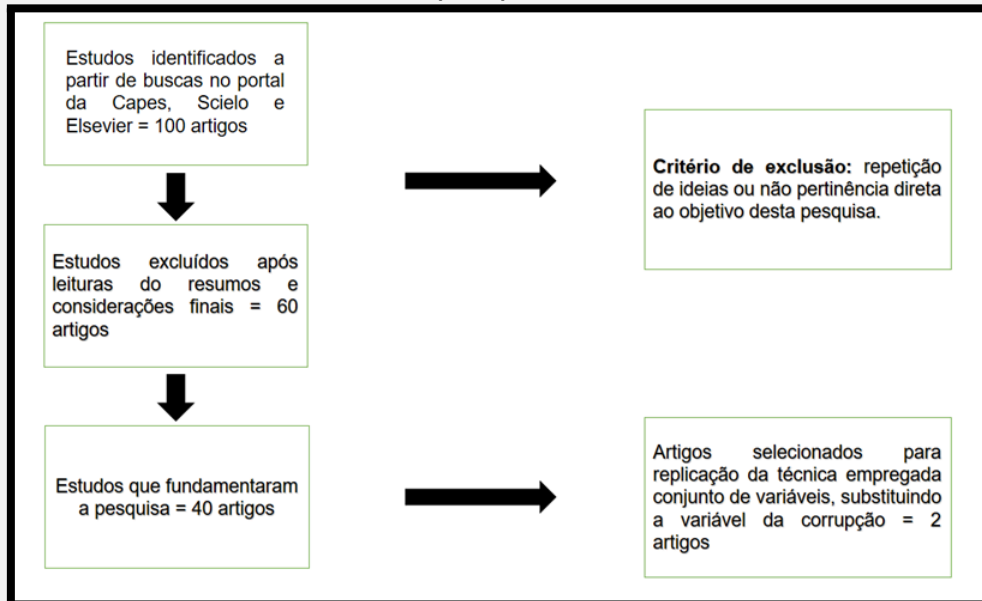 Estudos identificados a
partir de buscas no portal
da Capes, Scielo e
Elsevier = 100 artigos
Critério de exclusão: repetição
de ideias ou não pertinência direta
ao objetivo desta pesquisa.
Estudos excluídos após
leituras do resumos e
considerações finais = 60
artigos
Estudos que fundamentaram
a pesquisa = 40 artigos
Artigos selecionados para
replicação da técnica empregada
conjunto de variáveis, substituindo
a variável da corrupção = 2
artigos